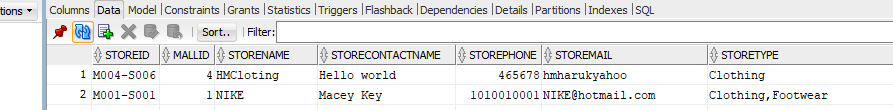 tions
Columns Data Model Constraints Grants Statistics Triggers Flashback Dependencies Details Partitions Indexes SQL
Sort.. Filter:
STOREID MALLID STORENAME STORECONTACTNAME STOREPHONE STOREMAIL STORETYPE
1 M004-S006 4 HMCloting Hello world 465678 hmharukyahoo Clothing
2 M001-S001 1 NIKE Macey Key 1010010001 NIKE@hotmail.com Clothing,Footwear